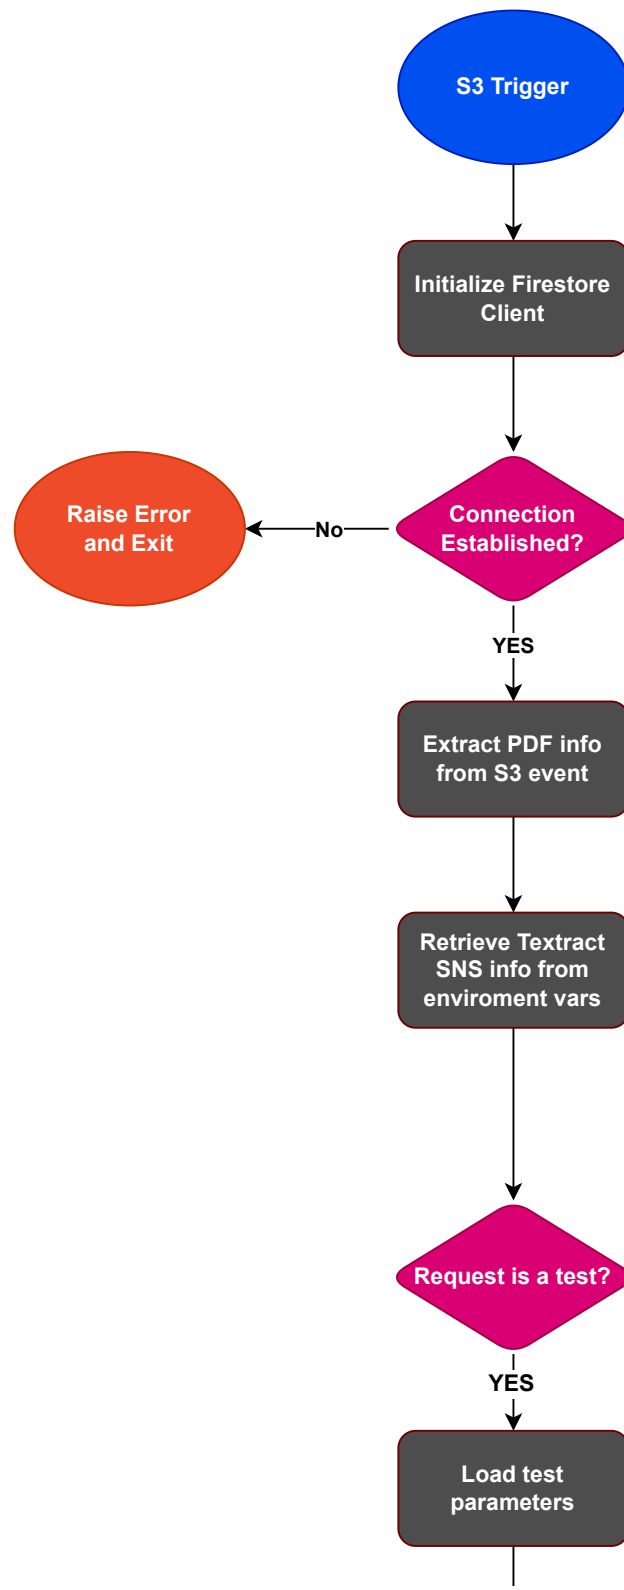 S3 Trigger
Initialize Firestore
Client
Connection
Established?
No
Raise Error
and Exit
YES
Extract PDF info
from S3 event
Retrieve Textract
SNS info from
enviroment vars
Request is a test?
YES
Load test
parameters